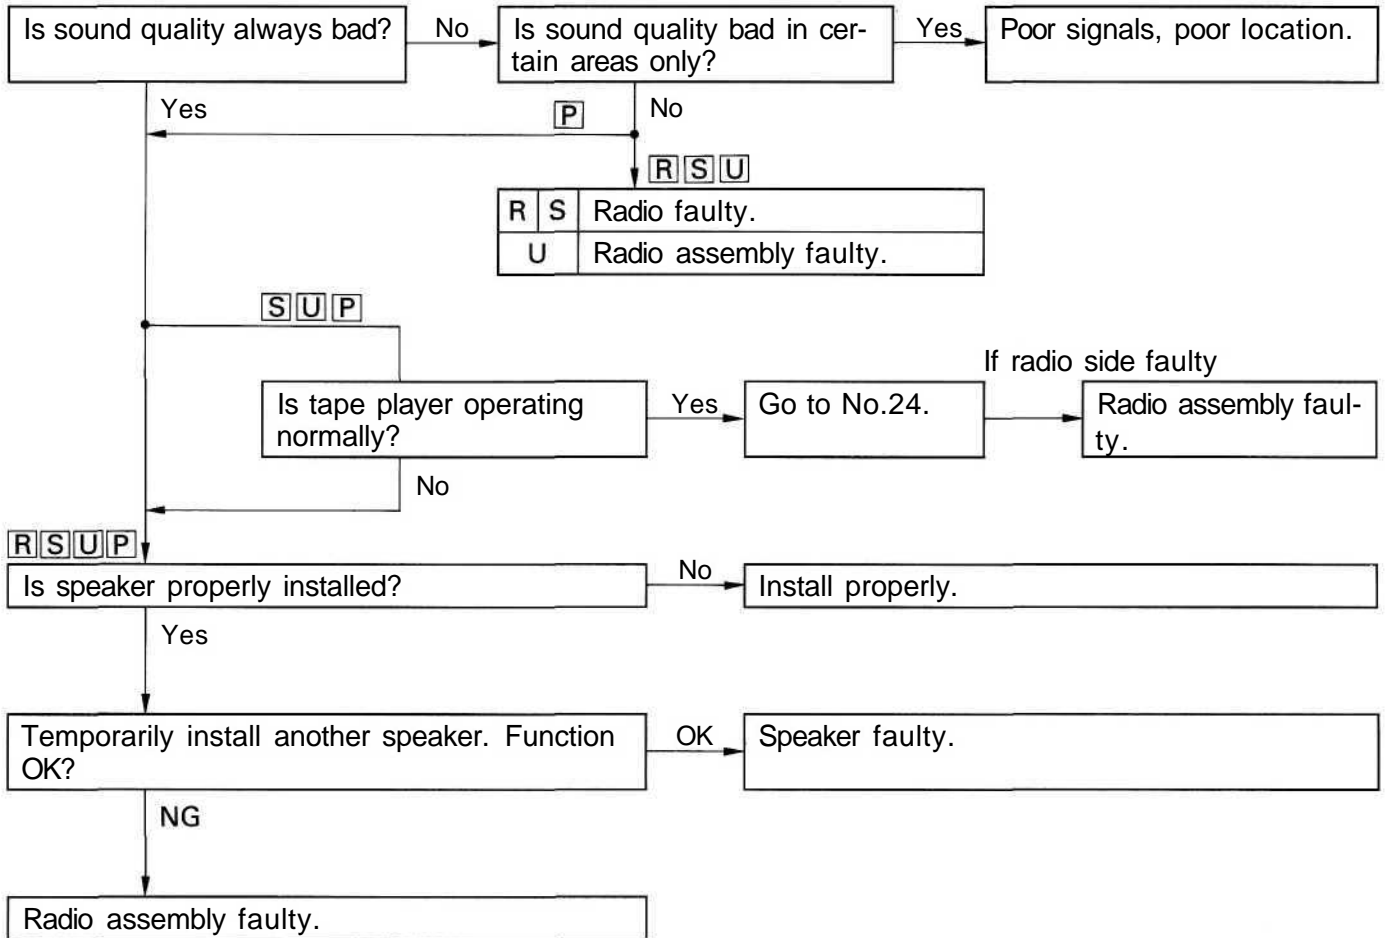 Is sound quality always bad?
No
Is sound quality bad in cer-
tain areas only?
Yes
Poor signals, poor location.
Yes
P
No
R S U
R S Radio faulty.
U Radio assembly faulty.
S U P
If radio side faulty
Is tape player operating
normally?
Yes
Go to No.24.
Radio assembly faul-
ty.
No
R S U P
Is speaker properly installed?
No
Install properly.
Yes
Temporarily install another speaker. Function
OK?
OK
Speaker faulty.
NG
Radio assembly faulty.